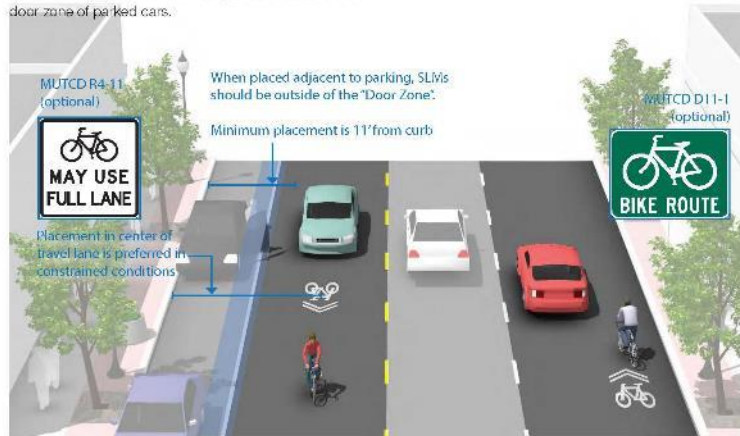 door zone of parked cars.
MUTCD R4-11
(optional)
MAY USE
FULL LANE
When placed adjacent to parking, SLMs
should be outside of the "Door Zone".
Minimum placement is 11' from curb
Placement in center of
travel lane is preferred in
constrained conditions
MUTCD D11-1
(optional)
BIKE ROUTE